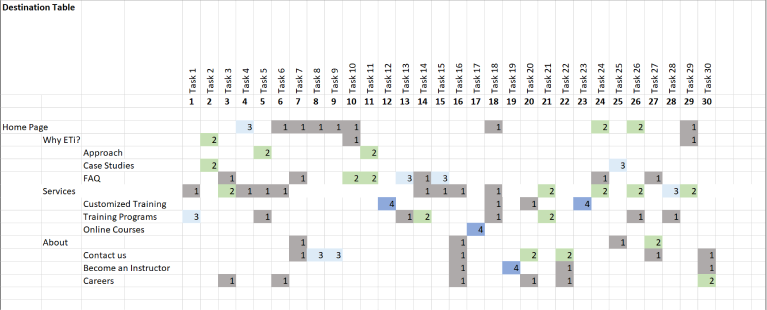 Destination Table
Task 1 Task 2 Task 3 Task 4 Task 5 Task 6 Task 7 Task 8 Task 9 Task 10 Task 11 Task 12 Task 13 Task 14 Task 15 Task 16 Task 17 Task 18 Task 19 Task 20 Task 21 Task 22 Task 23 Task 24 Task 25 Task 26 Task 27 Task 28 Task 29 Task 30
1 2 3 4 5 6 7 8 9 10 11 12 13 14 15 16 17 18 19 20 21 22 23 24 25 26 27 28 29 30
Home Page 3 1 1 1 1 1 1 2 2 1
Why ETi? 2 1 1
Approach 2 2
Case Studies 2 3
FAQ 1 1 2 2 3 1 3 1 1
Services 1 2 1 1 1 1 1 1 1 2 2 2 3 2
Customized Training 4 1 1 4
Training Programs 3 1 1 2 1 2 1 1
Online Courses 4
About 1 1 1 2
Contact us 1 3 3 1 2 2 1 1
Become an Instructor 1 4 1 1
Careers 1 1 1 1 1 2